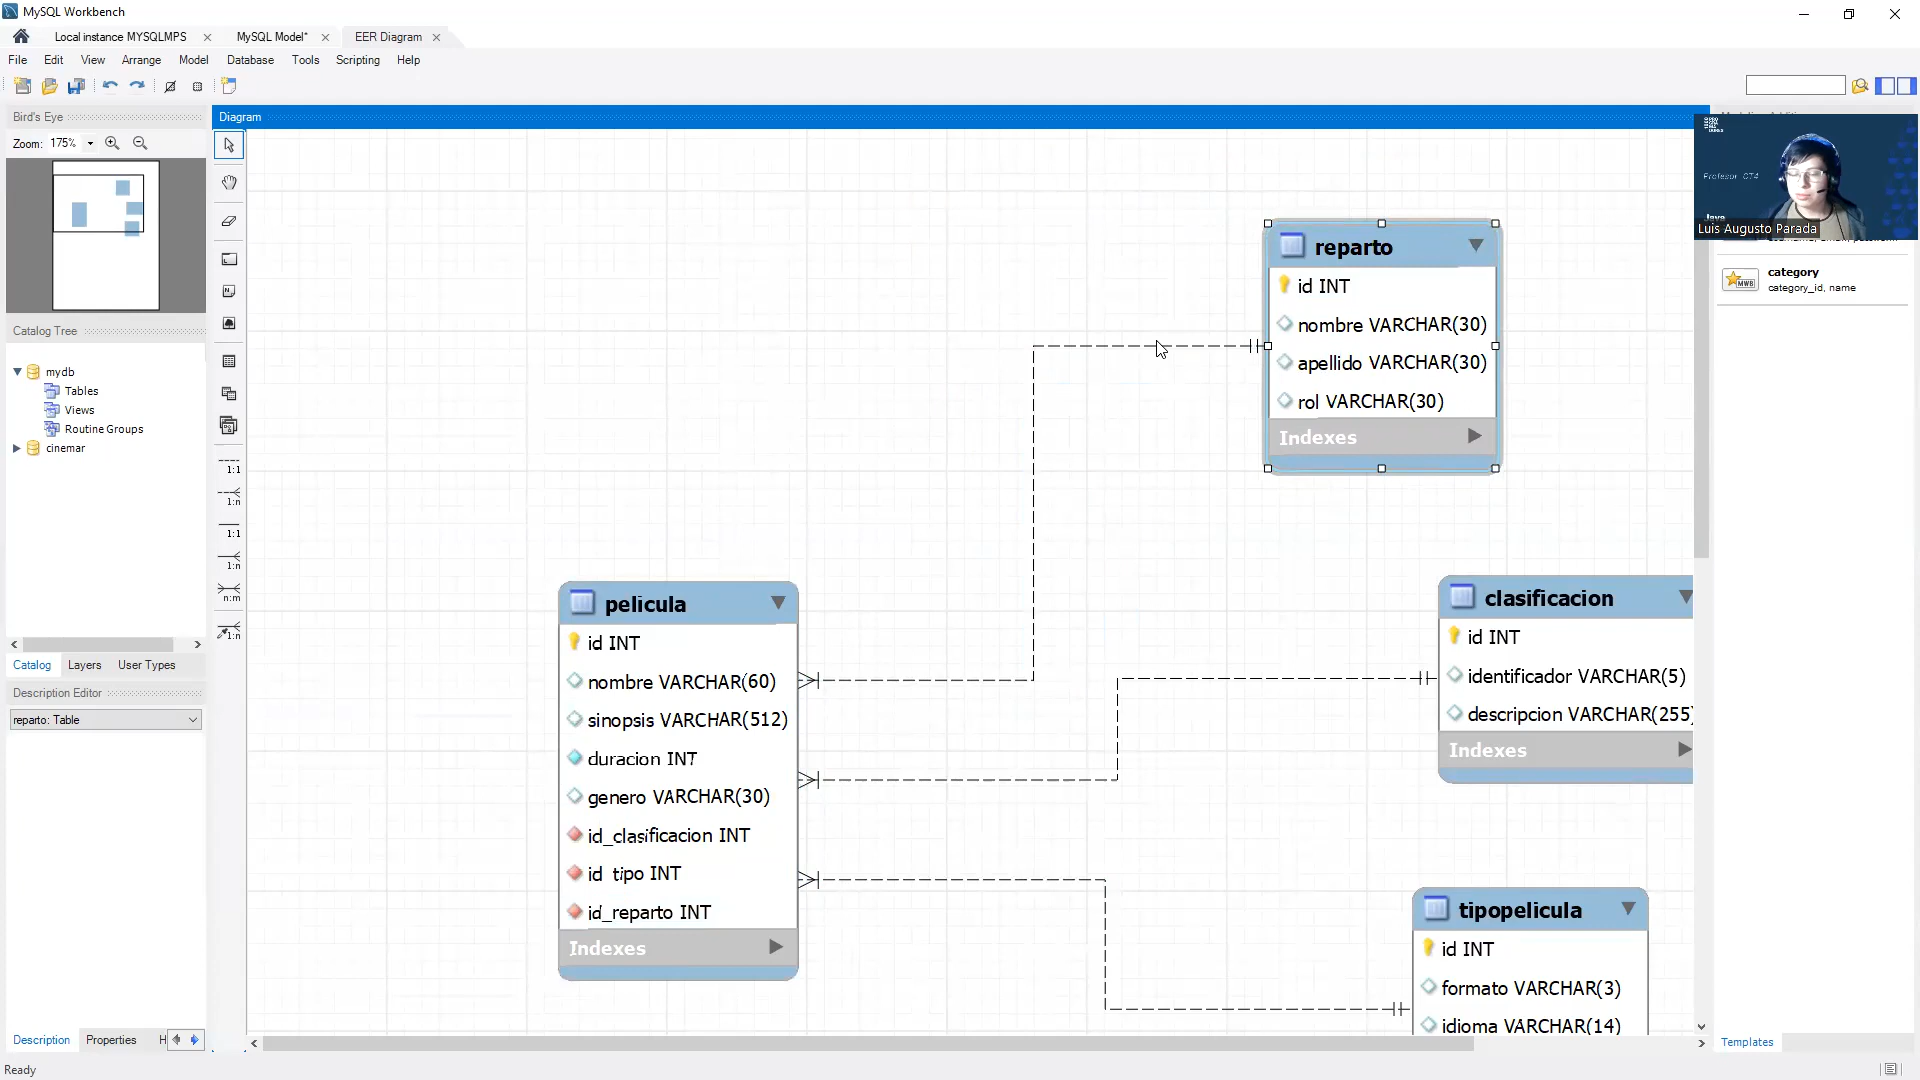 MySQL Workbench
Local instance MYSQLMPS
MySQL Model*
EER Diagram
File Edit View Arrange Model Database Tools Scripting Help
Bird's Eye
Zoom: 175%
Diagram
Catalog Tree
mydb
Tables
Views
Routine Groups
cinemar
Catalog Layers User Types
Description Editor
reparto: Table
Description Properties H
Ready
1:1
1:n
1:1
1:n
n:m
1:n
reparto
id INT
nombre VARCHAR(30)
apellido VARCHAR(30)
rol VARCHAR(30)
Indexes
pelicula
id INT
nombre VARCHAR(60)
sinopsis VARCHAR(512)
duracion INT
genero VARCHAR(30)
id_clasificacion INT
id_tipo INT
id_reparto INT
Indexes
clasificacion
id INT
identificador VARCHAR(5)
descripcion VARCHAR(255)
Indexes
tipopelicula
id INT
formato VARCHAR(3)
idioma VARCHAR(14)
Profesor CT4
Java
Luis Augusto Parada
category
category_id, name
MWB
Templates